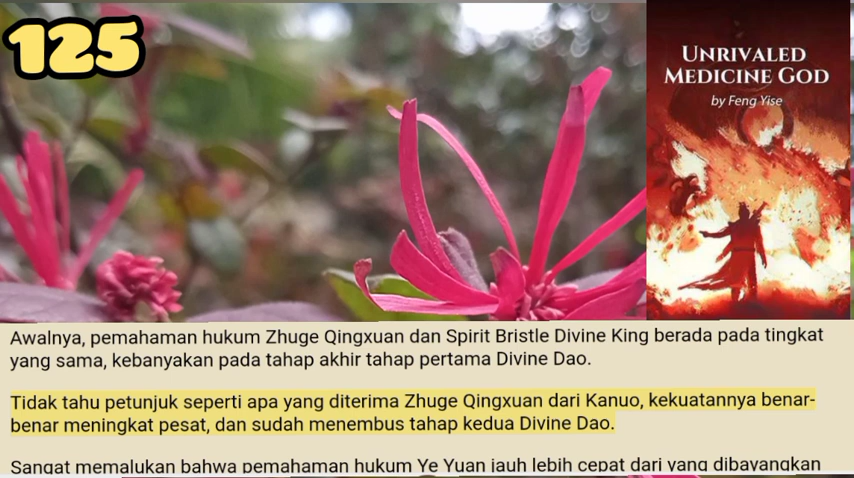 125
UNRIVALED
MEDICINE GOD
by Feng Yise
Awalnya, pemahaman hukum Zhuge Qingxuan dan Spirit Bristle Divine King berada pada tingkat
yang sama, kebanyakan pada tahap akhir tahap pertama Divine Dao.
Tidak tahu petunjuk seperti apa yang diterima Zhuge Qingxuan dari Kanuo, kekuatannya benar-
benar meningkat pesat, dan sudah menembus tahap kedua Divine Dao.
Sangat memalukan bahwa pemahaman hukum Ye Yuan jauh lebih cepat dari yang dibayangkan